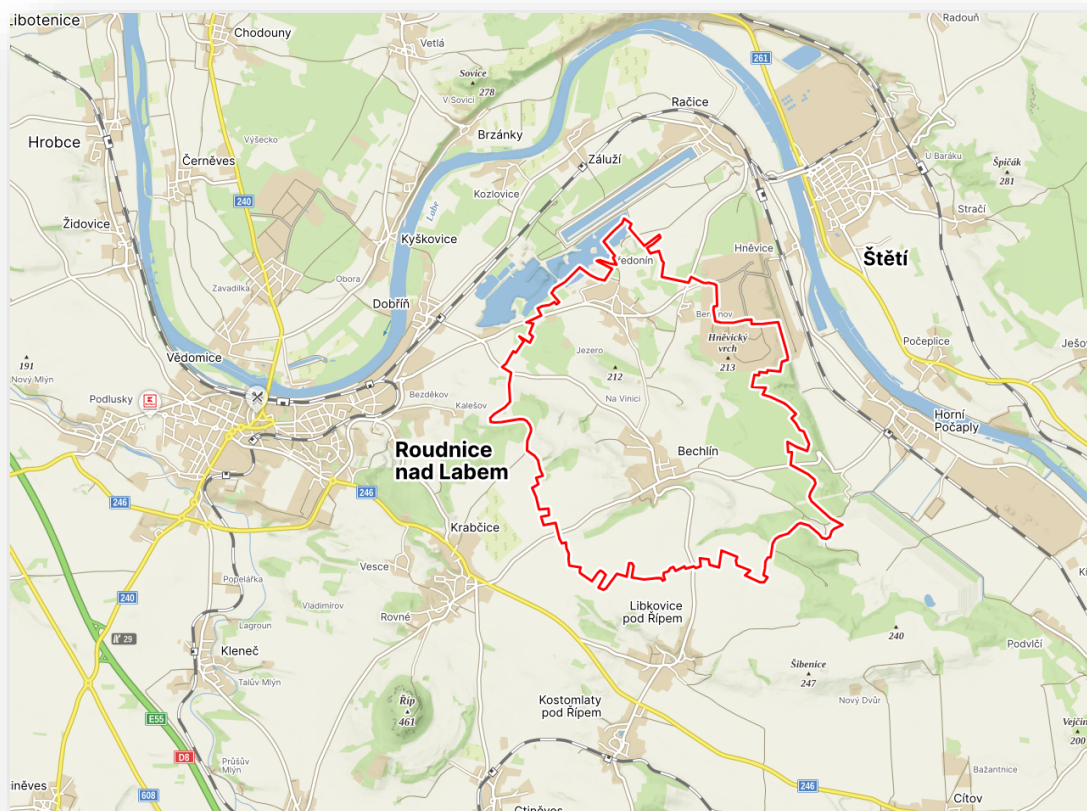 Libotenice
Chodouny
Vetlá
Radouň
261
Sovice
278
V Sovici
Račice
Hrobce
Výšecko
Brzánky
Záluží
U Baráku
Špičák
281
Černěves
240
Kozlovice
Labe
Stračí
Židovice
Kyškovice
Hněvice
Štětí
Zavadilka
Obora
Dobříň
Hněvický
vrch
213
Počeplice
Ješov
191
Nový Mlýn
Vědomice
Jezero
212
Podlusky
Bezděkov
Kalešov
Na Vinici
Horní
Počaply
Roudnice
nad Labem
Bechlín
246
246
Krabčice
Vesce
Popelářka
240
Vladimírov
Rovné
Libkovice
pod Řípem
29
Lagroun
Kleneč
240
Podvlčí
Šibenice
247
Talův Mlýn
Nový Dvůr
Říp
461
Kostomlaty
pod Řípem
E55
200
D8
Průšův
Mlýn
Bažantnice
608
246
Cítov
Ctiněves